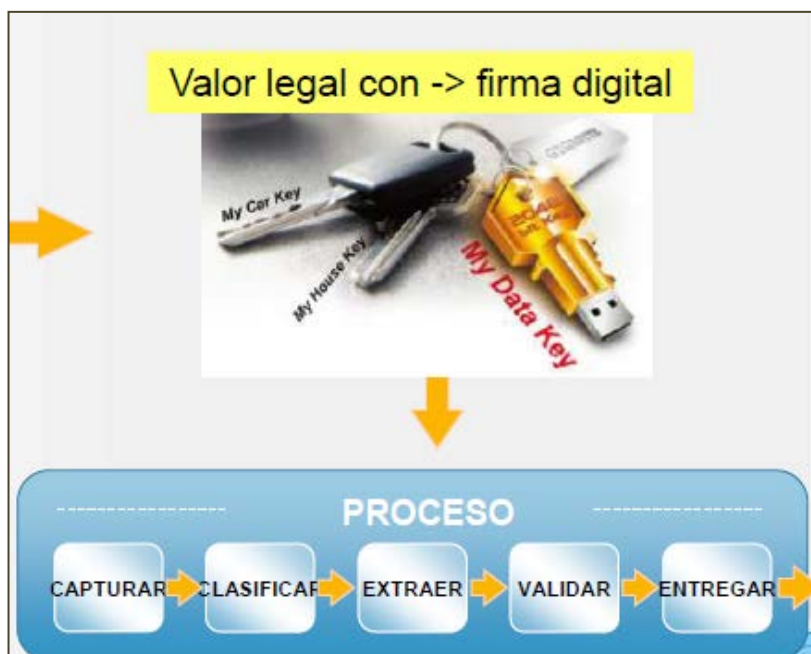 Valor legal con -> firma digital
My Car Key
My House Key
2048
My Data Key
PROCESO
CAPTURAR
CLASIFICAR
EXTRAER
VALIDAR
ENTREGAR